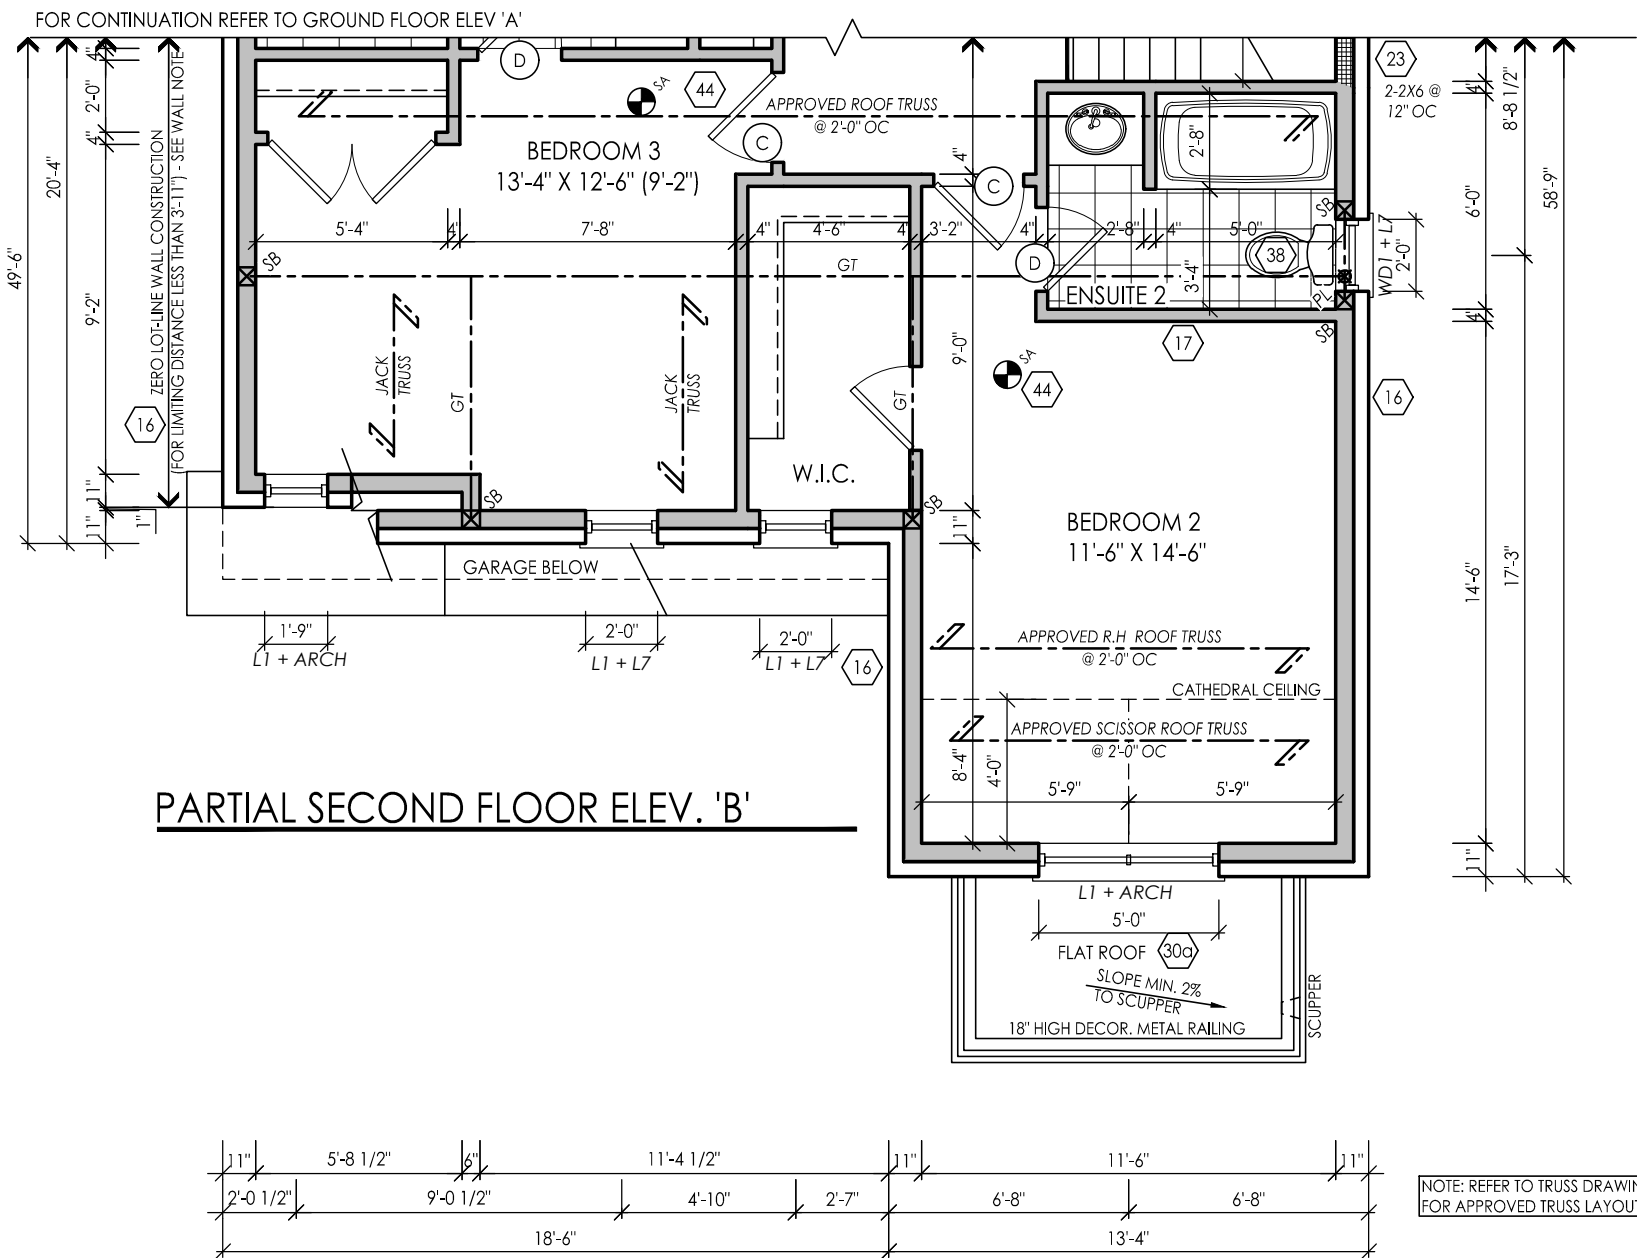 FOR CONTINUATION REFER TO GROUND FLOOR ELEV 'A'
49'-6"
20'-4"
4"
2'-0"
4"
9'-2"
11"
11"
1"
ZERO LOT-LINE WALL CONSTRUCTION
(FOR LIMITING DISTANCE LESS THAN 3'-11") - SEE WALL NOTE
16
D
SA
44
APPROVED ROOF TRUSS
@ 2'-0" OC
C
BEDROOM 3
13'-4" X 12'-6" (9'-2")
4"
C
2'-8"
SB
5'-4"
4"
7'-8"
4"
4'-6"
4"
3'-2"
4"
2'-8"
4"
5'-0"
SB
GT
D
38
3'-4"
ENSUITE 2
PL
SB
WD1 + L7
2'-0"
23
2-2X6 @
12" OC
4"
8'-8 1/2"
6'-0"
58'-9"
4"
17
16
JACK
TRUSS
GT
JACK
TRUSS
GT
9'-0"
SA
44
SB
W.I.C.
SB
11"
BEDROOM 2
11'-6" X 14'-6"
14'-6"
17'-3"
GARAGE BELOW
1'-9"
L1 + ARCH
2'-0"
L1 + L7
2'-0"
L1 + L7
16
APPROVED R.H ROOF TRUSS
@ 2'-0" OC
CATHEDRAL CEILING
APPROVED SCISSOR ROOF TRUSS
@ 2'-0" OC
8'-4"
4'-0"
5'-9"
5'-9"
PARTIAL SECOND FLOOR ELEV. 'B'
11"
L1 + ARCH
5'-0"
FLAT ROOF
30a
SLOPE MIN. 2%
TO SCUPPER
SCUPPER
18" HIGH DECOR. METAL RAILING
11"
5'-8 1/2"
6"
11'-4 1/2"
11"
11'-6"
11"
2'-0 1/2"
9'-0 1/2"
4'-10"
2'-7"
6'-8"
6'-8"
18'-6"
13'-4"
NOTE: REFER TO TRUSS DRAWIN
FOR APPROVED TRUSS LAYOU